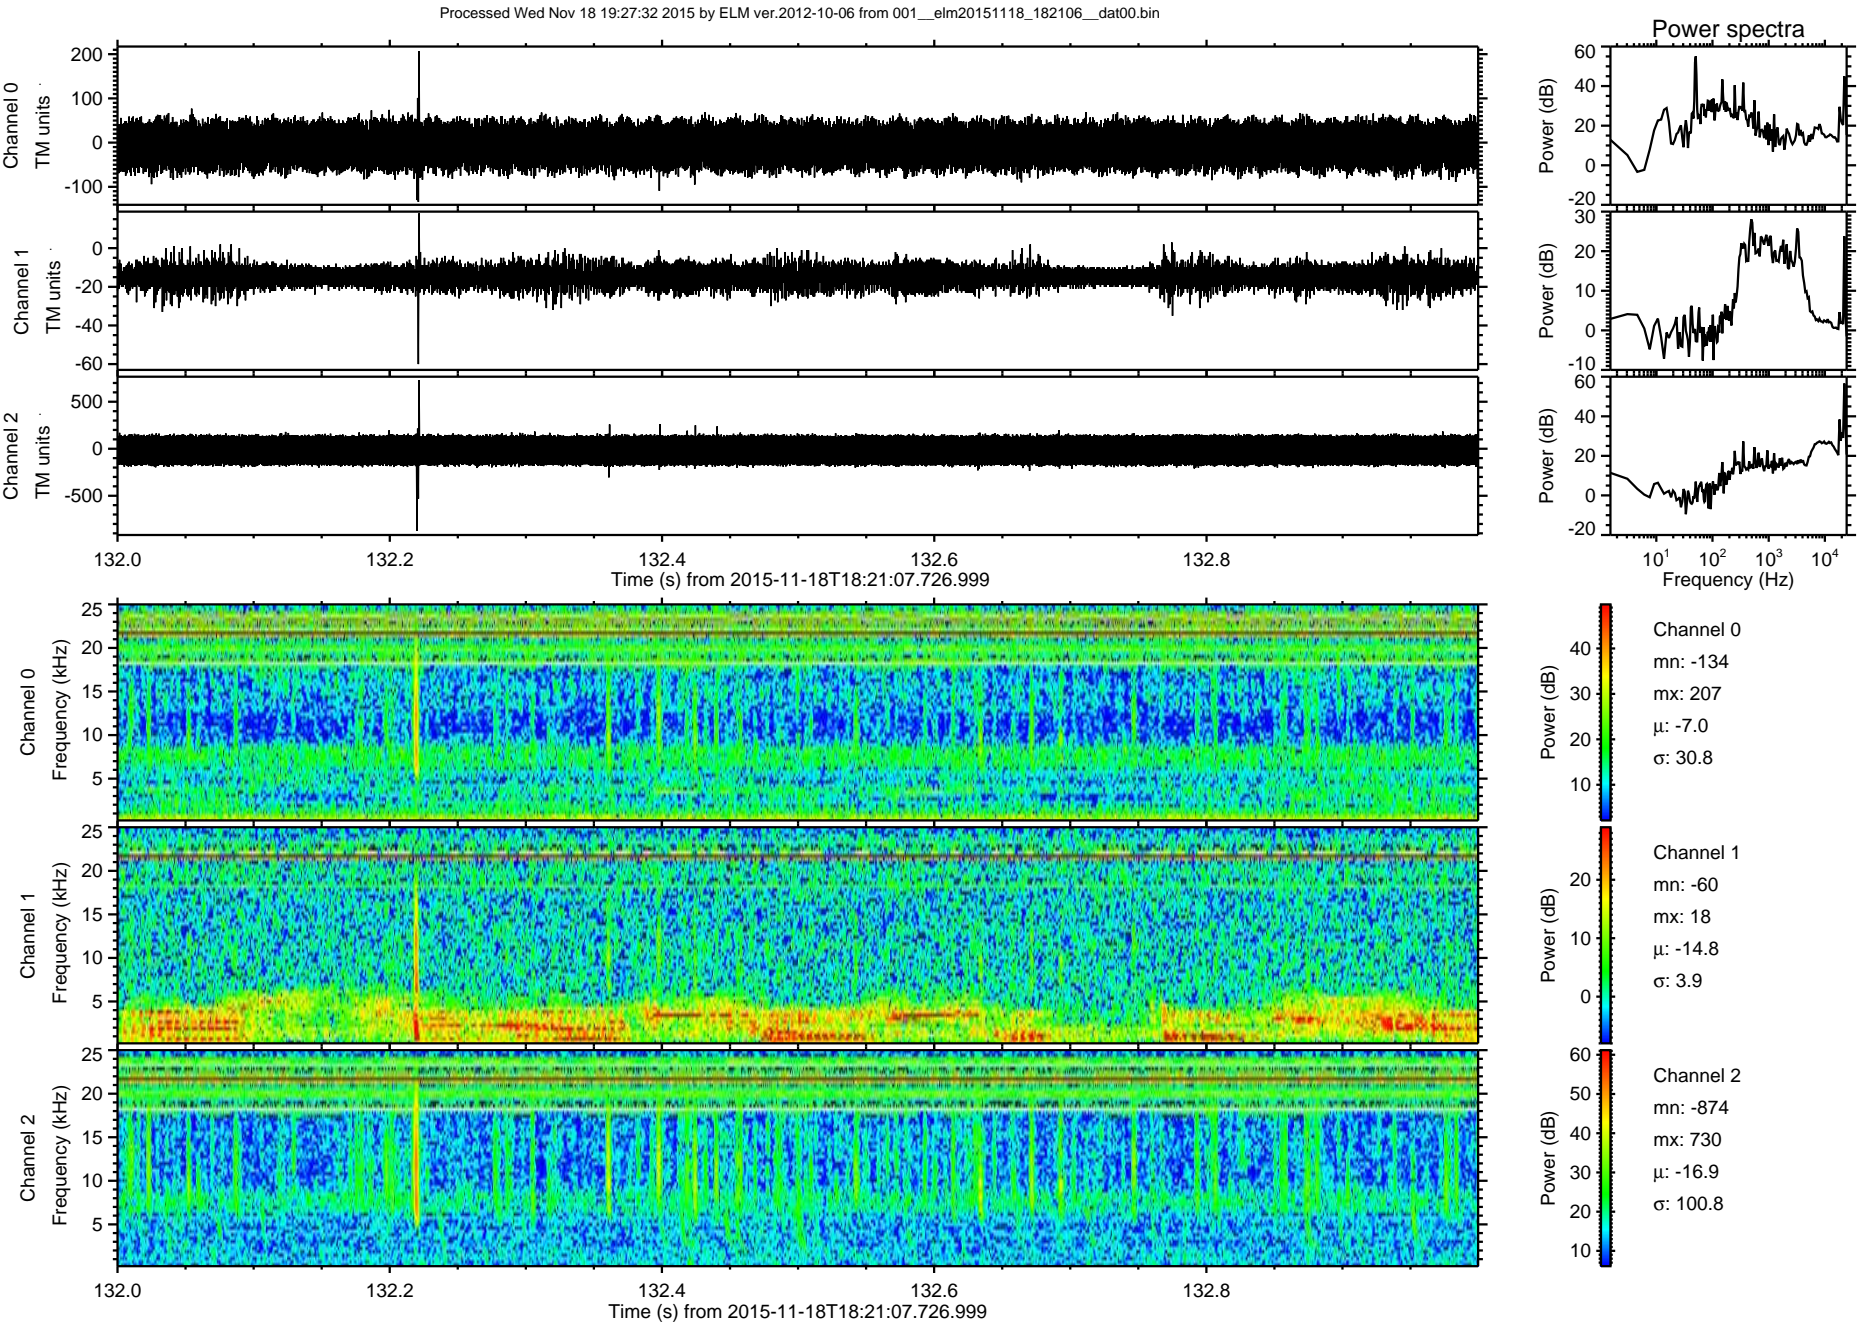 Processed Wed Nov 18 19:27:32 2015 by ELM ver.2012-10-06 from 001__elm20151118_182106__dat00.bin
Power spectra
Channel 0
TM units
200
100
0
-100
Power (dB)
60
40
20
0
-20
Channel 1
TM units
0
-20
-40
-60
Power (dB)
30
20
10
0
-10
Channel 2
TM units
500
0
-500
Power (dB)
60
40
20
0
-20
132.0 132.2 132.4 132.6 132.8
Time (s) from 2015-11-18T18:21:07.726.999
10^1 10^2 10^3 10^4
Frequency (Hz)
Channel 0
Frequency (kHz)
25
20
15
10
5
Power (dB)
40
30
20
10
Channel 0
mn: -134
mx: 207
µ: -7.0
σ: 30.8
Channel 1
Frequency (kHz)
25
20
15
10
5
Power (dB)
20
10
0
Channel 1
mn: -60
mx: 18
µ: -14.8
σ: 3.9
Channel 2
Frequency (kHz)
25
20
15
10
5
Power (dB)
60
50
40
30
20
10
Channel 2
mn: -874
mx: 730
µ: -16.9
σ: 100.8
132.0 132.2 132.4 132.6 132.8
Time (s) from 2015-11-18T18:21:07.726.999